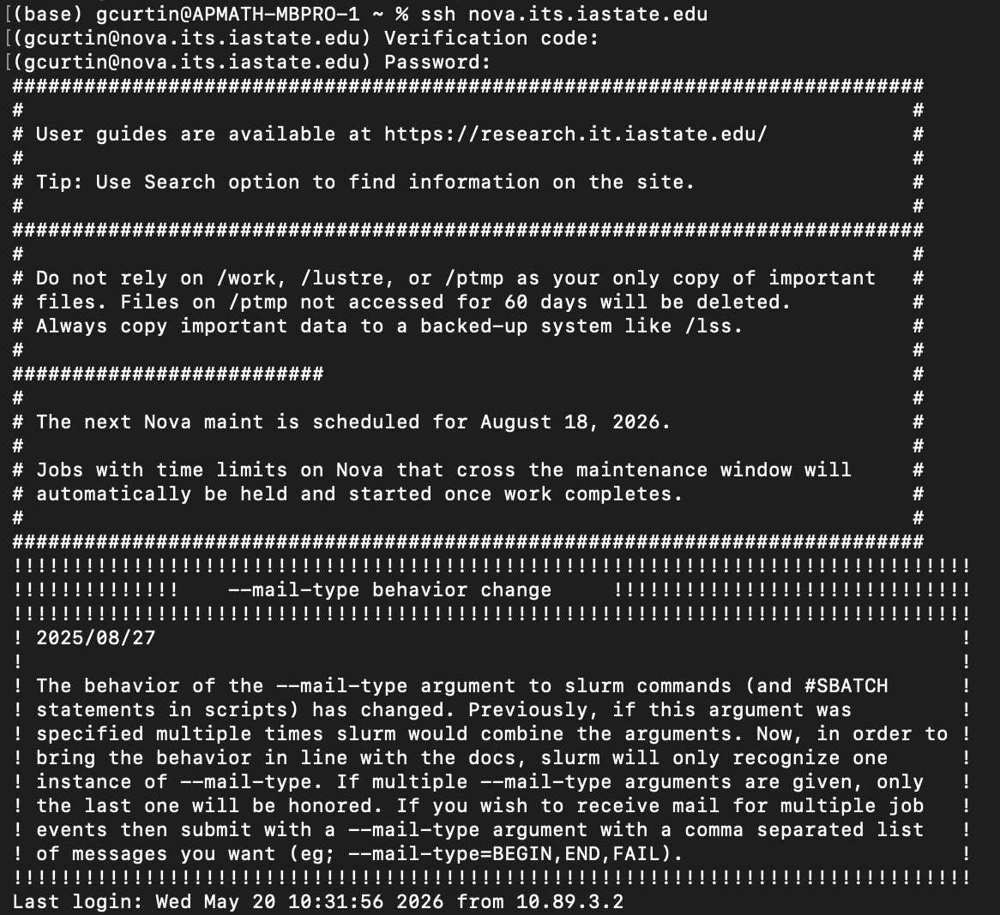 [(base) gcurtin@APMATH-MBPRO-1 ~ % ssh nova.its.iastate.edu
[(gcurtin@nova.its.iastate.edu) Verification code:
[(gcurtin@nova.its.iastate.edu) Password:
############################################################################
#                                                                          #
# User guides are available at https://research.it.iastate.edu/            #
#                                                                          #
# Tip: Use Search option to find information on the site.                  #
#                                                                          #
############################################################################
#                                                                          #
# Do not rely on /work, /lustre, or /ptmp as your only copy of important   #
# files. Files on /ptmp not accessed for 60 days will be deleted.          #
# Always copy important data to a backed-up system like /lss.              #
#                                                                          #
##########################                                                 #
#                                                                          #
# The next Nova maint is scheduled for August 18, 2026.                    #
#                                                                          #
# Jobs with time limits on Nova that cross the maintenance window will     #
# automatically be held and started once work completes.                   #
#                                                                          #
############################################################################
!!!!!!!!!!!!!!!!!!!!!!!!!!!!!!!!!!!!!!!!!!!!!!!!!!!!!!!!!!!!!!!!!!!!!!!!!!!!!!!!
!!!!!!!!!!!!!!    --mail-type behavior change     !!!!!!!!!!!!!!!!!!!!!!!!!!!!!!
!!!!!!!!!!!!!!!!!!!!!!!!!!!!!!!!!!!!!!!!!!!!!!!!!!!!!!!!!!!!!!!!!!!!!!!!!!!!!!!!
! 2025/08/27                                                                   !
!                                                                              !
! The behavior of the --mail-type argument to slurm commands (and #SBATCH      !
! statements in scripts) has changed. Previously, if this argument was         !
! specified multiple times slurm would combine the arguments. Now, in order to !
! bring the behavior in line with the docs, slurm will only recognize one      !
! instance of --mail-type. If multiple --mail-type arguments are given, only   !
! the last one will be honored. If you wish to receive mail for multiple job   !
! events then submit with a --mail-type argument with a comma separated list   !
! of messages you want (eg; --mail-type=BEGIN,END,FAIL).                       !
!!!!!!!!!!!!!!!!!!!!!!!!!!!!!!!!!!!!!!!!!!!!!!!!!!!!!!!!!!!!!!!!!!!!!!!!!!!!!!!!
Last login: Wed May 20 10:31:56 2026 from 10.89.3.2